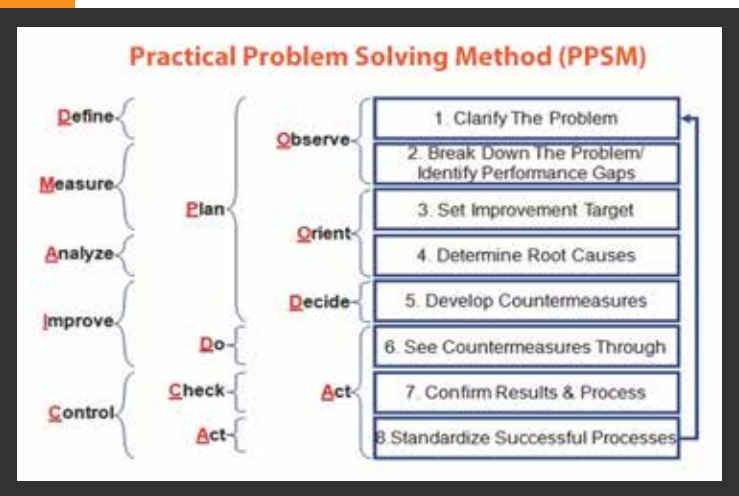 Practical Problem Solving Method (PPSM)
Define
Measure
Analyze
Improve
Control
Plan
Do
Check
Act
Observe
Orient
Decide
Act
1. Clarify The Problem
2. Break Down The Problem/
Identify Performance Gaps
3. Set Improvement Target
4. Determine Root Causes
5. Develop Countermeasures
6. See Countermeasures Through
7. Confirm Results & Process
8.Standardize Successful Processes